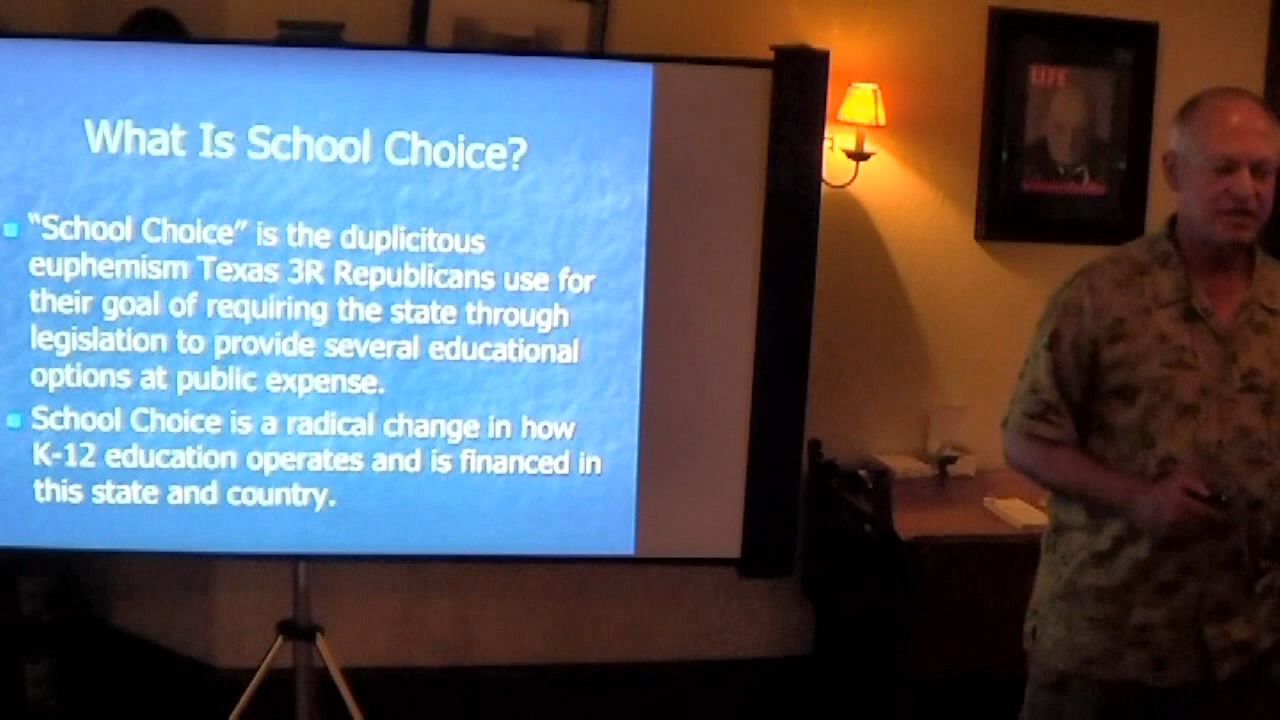 What Is School Choice?
“School Choice” is the duplicitous
euphemism Texas 3R Republicans use for
their goal of requiring the state through
legislation to provide several educational
options at public expense.
School Choice is a radical change in how
K-12 education operates and is financed in
this state and country.
LIFE